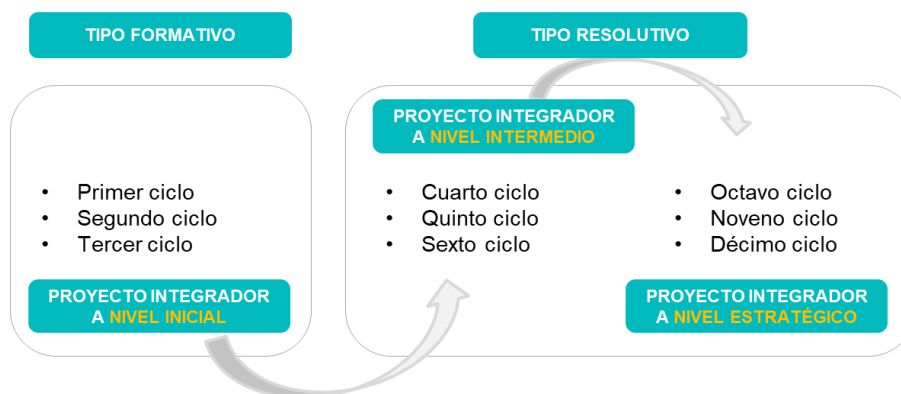 TIPO FORMATIVO
TIPO RESOLUTIVO
PROYECTO INTEGRADOR
A NIVEL INTERMEDIO
• Primer ciclo
• Segundo ciclo
• Tercer ciclo
• Cuarto ciclo
• Quinto ciclo
• Sexto ciclo
• Octavo ciclo
• Noveno ciclo
• Décimo ciclo
PROYECTO INTEGRADOR
A NIVEL INICIAL
PROYECTO INTEGRADOR
A NIVEL ESTRATÉGICO